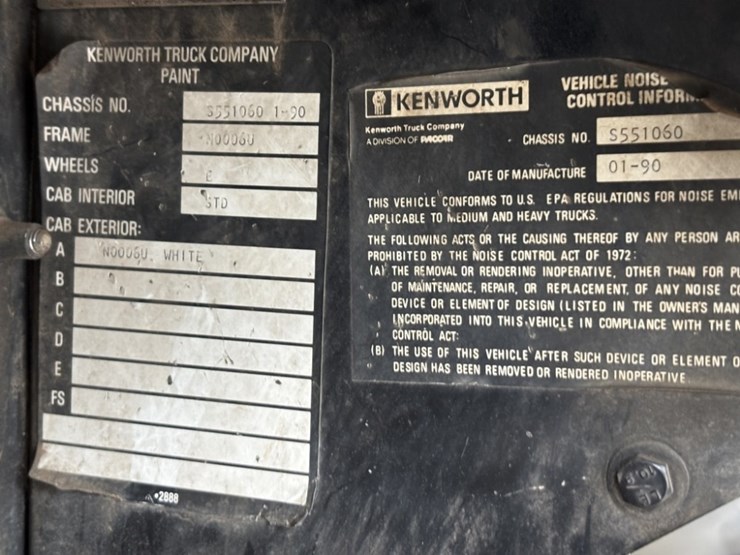 KENWORTH TRUCK COMPANY
PAINT
CHASSIS NO. S551060 1-90
FRAME N0006U
WHEELS E
CAB INTERIOR STD
CAB EXTERIOR:
A N0006U WHITE
B
C
D
E
FS
2888
KENWORTH
Kenworth Truck Company
A DIVISION OF PACCAR
VEHICLE NOISE
CONTROL INFORM
CHASSIS NO. S551060
DATE OF MANUFACTURE 01-90
THIS VEHICLE CONFORMS TO U.S. EPA REGULATIONS FOR NOISE EMI
APPLICABLE TO MEDIUM AND HEAVY TRUCKS.
THE FOLLOWING ACTS OR THE CAUSING THEREOF BY ANY PERSON AR
PROHIBITED BY THE NOISE CONTROL ACT OF 1972:
(A) THE REMOVAL OR RENDERING INOPERATIVE, OTHER THAN FOR PU
OF MAINTENANCE, REPAIR, OR REPLACEMENT, OF ANY NOISE CO
DEVICE OR ELEMENT OF DESIGN (LISTED IN THE OWNER'S MAN
INCORPORATED INTO THIS VEHICLE IN COMPLIANCE WITH THE N
CONTROL ACT:
(B) THE USE OF THIS VEHICLE AFTER SUCH DEVICE OR ELEMENT O
DESIGN HAS BEEN REMOVED OR RENDERED INOPERATIVE